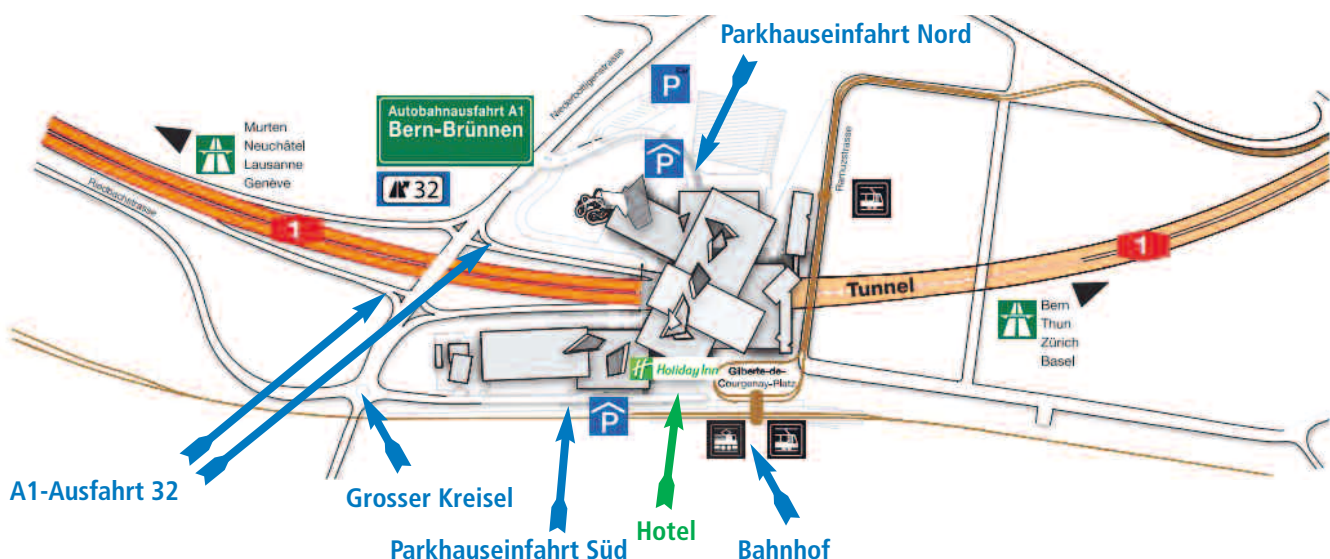 Parkhauseinfahrt Nord
Niederbottigenstrasse
P
Autobahnausfahrt A1
Bern-Brünnen
32
Murten
Neuchâtel
Lausanne
Genève
P
Ramuzstrasse
Riedbachstrasse
1
1
Tunnel
Bern
Thun
Zürich
Basel
H Holiday Inn
Gilberte-de-
Courgenay-Platz
P
A1-Ausfahrt 32
Grosser Kreisel
Hotel
Parkhauseinfahrt Süd
Bahnhof